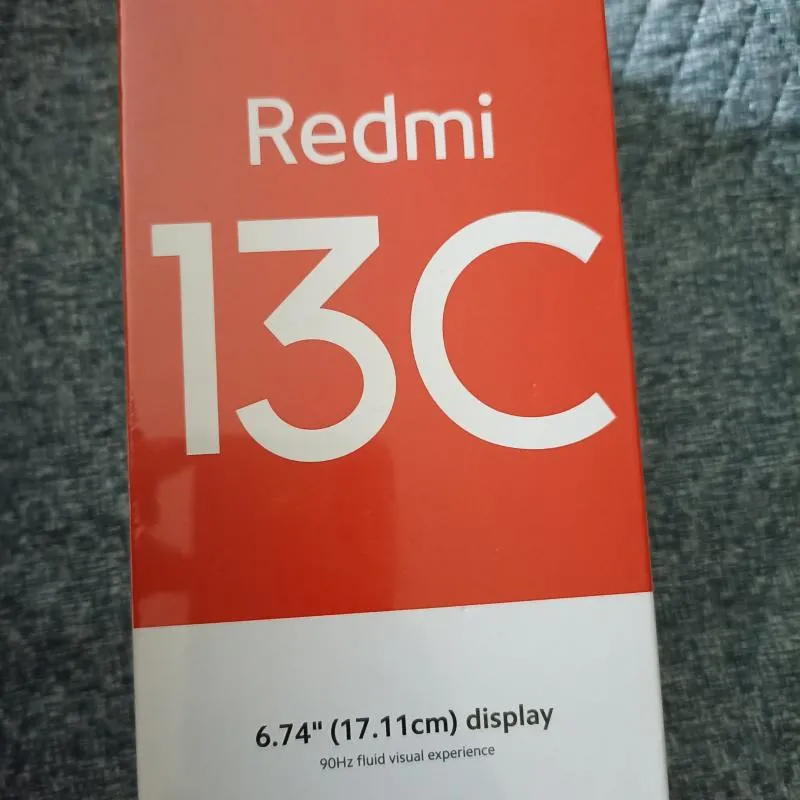 Redmi
13C
6.74" (17.11cm) display
90Hz fluid visual experience